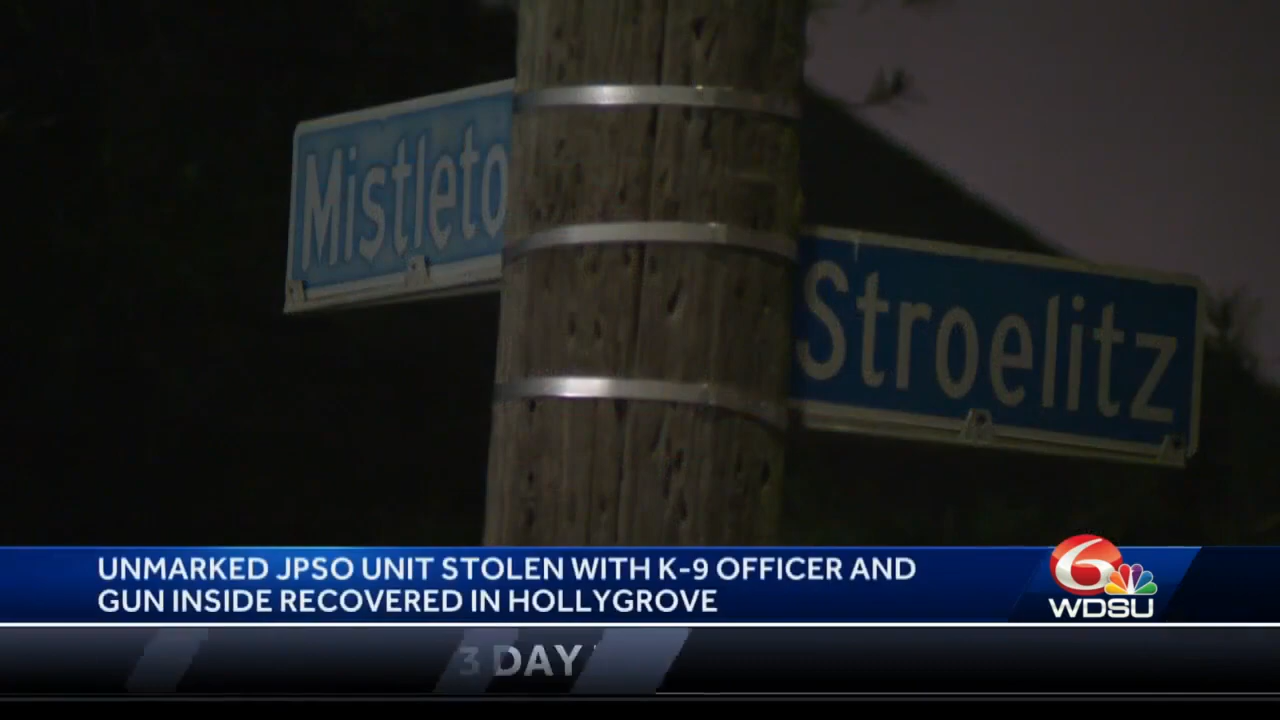 Mistleto
Stroelitz
UNMARKED JPSO UNIT STOLEN WITH K-9 OFFICER AND
GUN INSIDE RECOVERED IN HOLLYGROVE
6
WDSU
3 DAY